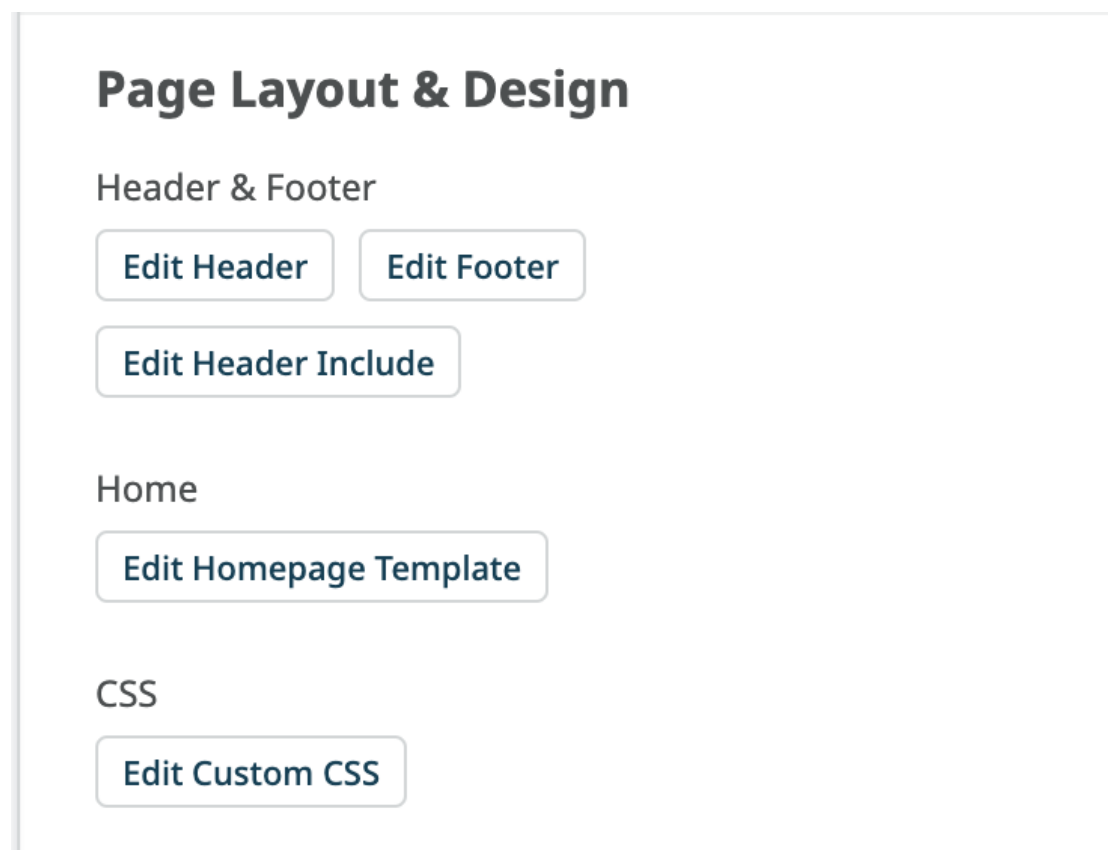 Page Layout & Design
Header & Footer
Edit Header Edit Footer
Edit Header Include
Home
Edit Homepage Template
CSS
Edit Custom CSS